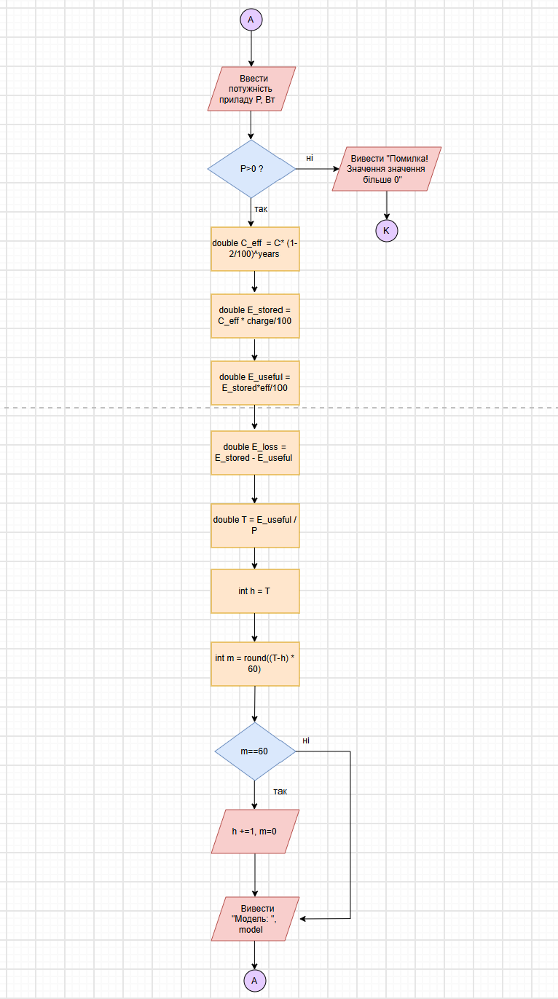 A
Ввести
потужність
приладу P, Вт
P>0 ?
ні
Вивести "Помилка!
Значення значення
більше 0"
так
K
double C_eff = C* (1-
2/100)^years
double E_stored =
C_eff * charge/100
double E_useful =
E_stored*eff/100
double E_loss =
E_stored - E_useful
double T = E_useful /
P
int h = T
int m = round((T-h) *
60)
m==60
ні
так
h +=1, m=0
Вивести
"Модель: ",
model
A